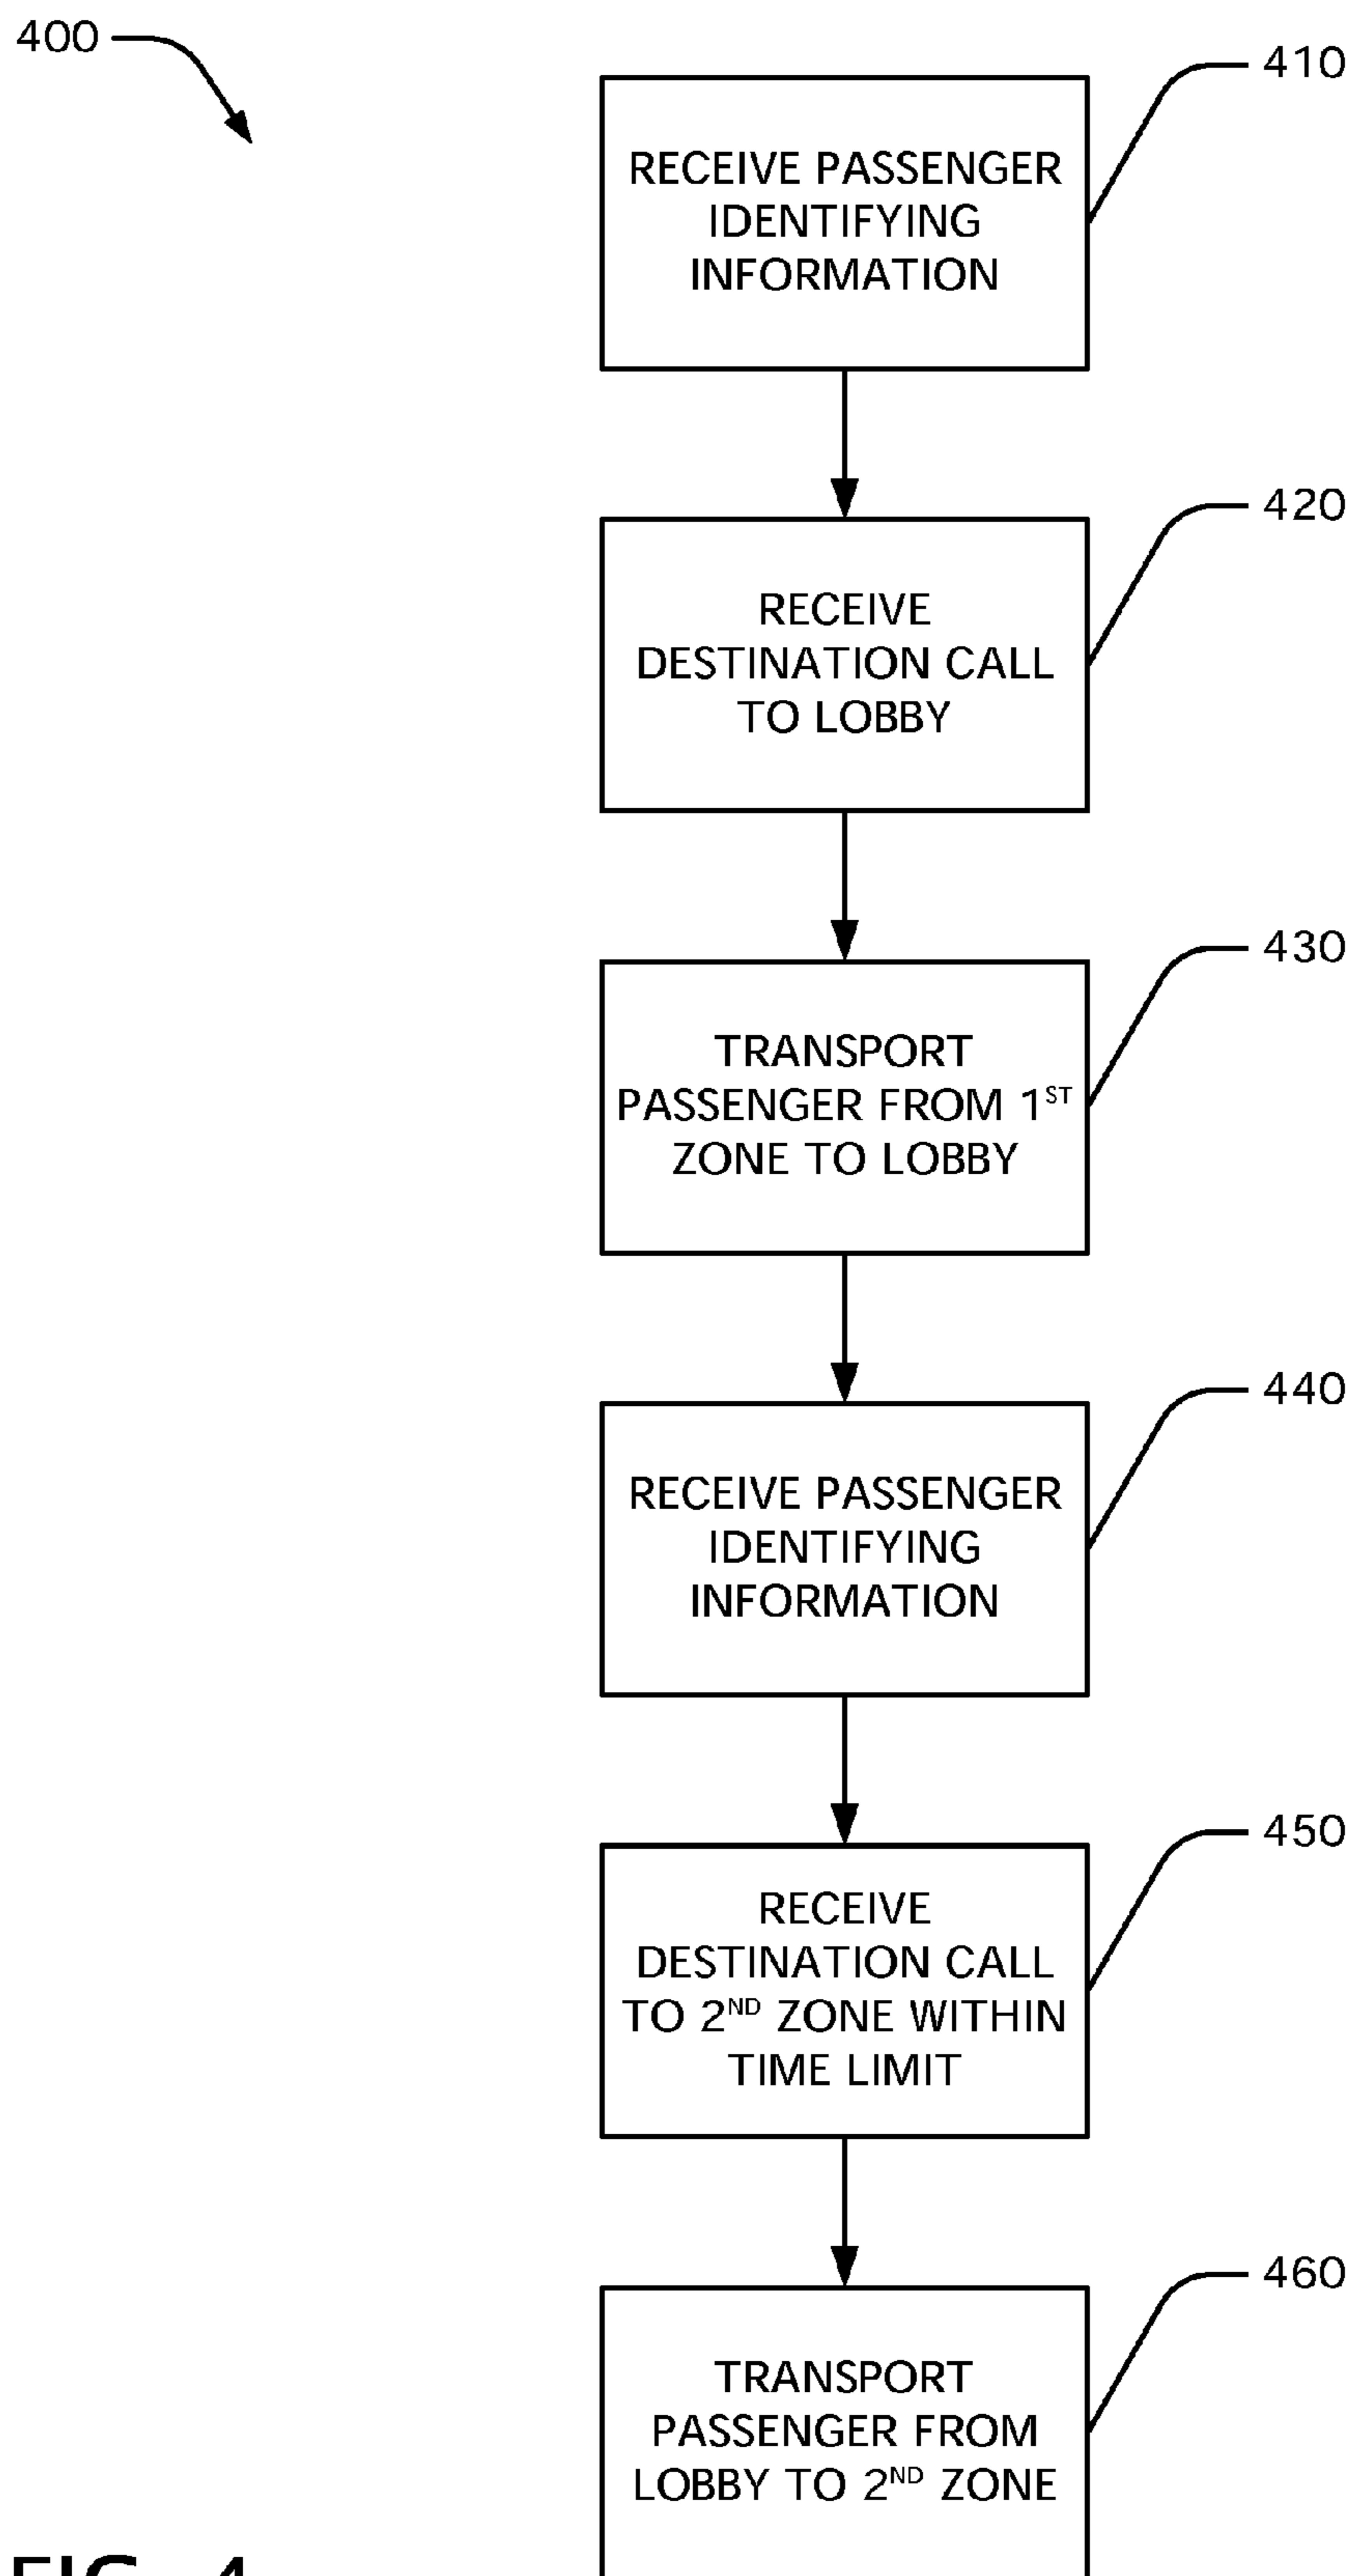 400
410
RECEIVE PASSENGER
IDENTIFYING
INFORMATION
420
RECEIVE
DESTINATION CALL
TO LOBBY
430
TRANSPORT
PASSENGER FROM 1ST
ZONE TO LOBBY
440
RECEIVE PASSENGER
IDENTIFYING
INFORMATION
450
RECEIVE
DESTINATION CALL
TO 2ND ZONE WITHIN
TIME LIMIT
460
TRANSPORT
PASSENGER FROM
LOBBY TO 2ND ZONE
FIG. 4